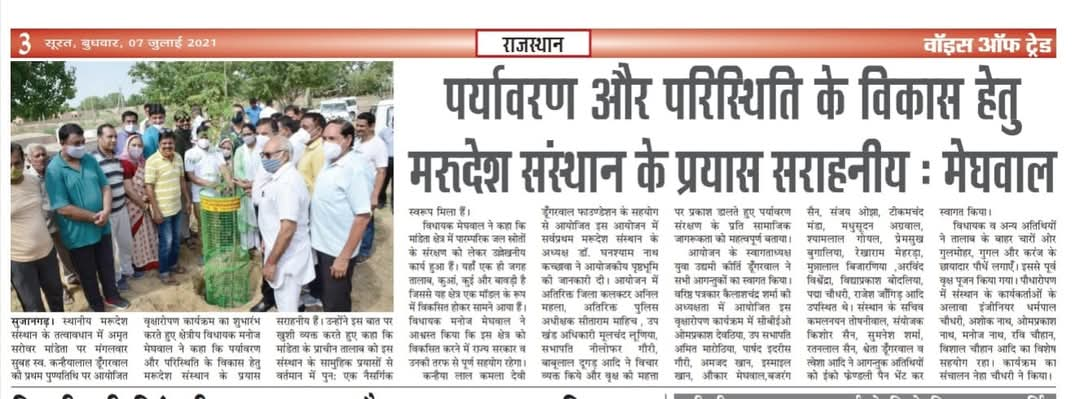 3 सूरत, बुधवार, 07 जुलाई 2021
राजस्थान
वॉइस ऑफ ट्रेड
पर्यावरण और परिस्थिति के विकास हेतु
मरूदेश संस्थान के प्रयास सराहनीय : मेघवाल
सुजानगढ़। स्थानीय मरूदेश
संस्थान के तत्वावधान में अमृत
सरोवर मांडेता पर मंगलवार
सुबह स्व. कन्हैयालाल डूँगरवाल
की प्रथम पुण्यतिथि पर आयोजित
वृक्षारोपण कार्यक्रम का शुभारंभ
करते हुए क्षेत्रीय विधायक मनोज
मेघवाल ने कहा कि पर्यावरण
और परिस्थिति के विकास हेतु
मरूदेश संस्थान के प्रयास
सराहनीय हैं। उन्होंने इस बात पर
खुशी व्यक्त करते हुए कहा कि
मांडेता के प्राचीन तालाब को इस
संस्थान के सामुहिक प्रयासों से
वर्तमान में पुन: एक नैसर्गिक
स्वरूप मिला हैं।
विधायक मेघवाल ने कहा कि
मांडेता क्षेत्र में पारम्परिक जल स्रोतों
के संरक्षण को लेकर उल्लेखनीय
कार्य हुआ हैं। यहाँ एक ही जगह
तालाब, कुआं, कुई और बावड़ी है
जिससे यह क्षेत्र एक मॉडल के रूप
में विकसित होकर सामने आया हैं।
विधायक मनोज मेघवाल ने
आश्वस्त किया कि इस क्षेत्र को
विकसित करने में राज्य सरकार व
उनकी तरफ से पूर्ण सहयोग रहेगा।
कन्हैया लाल कमला देवी
डूँगरवाल फाउण्डेशन के सहयोग
से आयोजित इस आयोजन में
सर्वप्रथम मरूदेश संस्थान के
अध्यक्ष डॉ. घनश्याम नाथ
कच्छावा ने आयोजकीय पृष्ठभूमि
की जानकारी दी। आयोजन में
अतिरिक्त जिला कलक्टर अनिल
महला, अतिरिक्त पुलिस
अधीक्षक सीताराम माहिच , उप
खंड अधिकारी मूलचंद लूणिया,
सभापति नीलोफर गौरी,
बाबूलाल दूगड़ आदि ने विचार
व्यक्त किये और वृक्ष की महत्ता
पर प्रकाश डालते हुए पर्यावरण
संरक्षण के प्रति सामाजिक
जागरूकता को महत्वपूर्ण बताया।
आयोजन के स्वागताध्यक्ष
युवा उद्यमी कीर्ति डूँगरवाल ने
सभी आगन्तुकों का स्वागत किया।
वरिष्ठ पत्रकार कैलाशचंद्र शर्मा की
अध्यक्षता में आयोजित इस
वृक्षारोपण कार्यक्रम में सीबीईओ
ओमप्रकाश देवठिया, उप सभापति
अमित मारोठिया, पार्षद इदरीस
गौरी, अमजद खान, इस्माइल
खान, औंकार मेघवाल,बजरंग
सैन, संजय ओझा, टीकमचंद
मंडा, मधुसूदन अग्रवाल,
श्यामलाल गोयल, प्रेमसुख
बुगालिया, रेखाराम मेहरड़ा,
मुन्नालाल बिजारणिया ,अरविंद
विश्वेंद्रा, विद्याप्रकाश बोदलिया,
पद्मा चौधरी, राजेश जाँगिड़ आदि
उपस्थित थे। संस्थान के सचिव
कमलनयन तोषनीवाल, संयोजक
किशोर सैन, सुमनेश शर्मा,
रतनलाल सैन, श्वेता डूँगरवाल व
त्वेशा आदि ने आगन्तुक अतिथियों
को ईको फेण्डली पैन भेंट कर
स्वागत किया।
विधायक व अन्य अतिथियों
ने तालाब के बाहर चारों ओर
गुलमोहर, गुगल और करंज के
छायादार पौधें लगाएँ। इससे पूर्व
वृक्ष पूजन किया गया। पौधारोपण
में संस्थान के कार्यकर्ताओं के
अलावा इंजीनियर धर्मपाल
चौधरी, अशोक नाथ, ओमप्रकाश
नाथ, मनोज नाथ, रवि चौहान,
विशाल चौहान आदि का विशेष
सहयोग रहा। कार्यक्रम का
संचालन नेहा चौधरी ने किया।